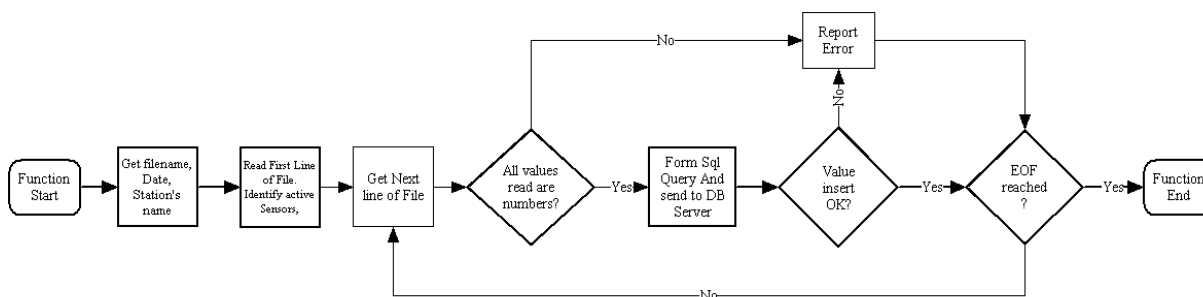 No
Report
Error
No
Function
Start
Get filename,
Date,
Station's
name
Read First Line
of File.
Identify active
Sensors,
Get Next
line of File
All values
read are
numbers?
Yes
Form Sql
Query And
send to DB
Server
Value
insert
OK?
Yes
EOF
reached
?
Yes
Function
End
No